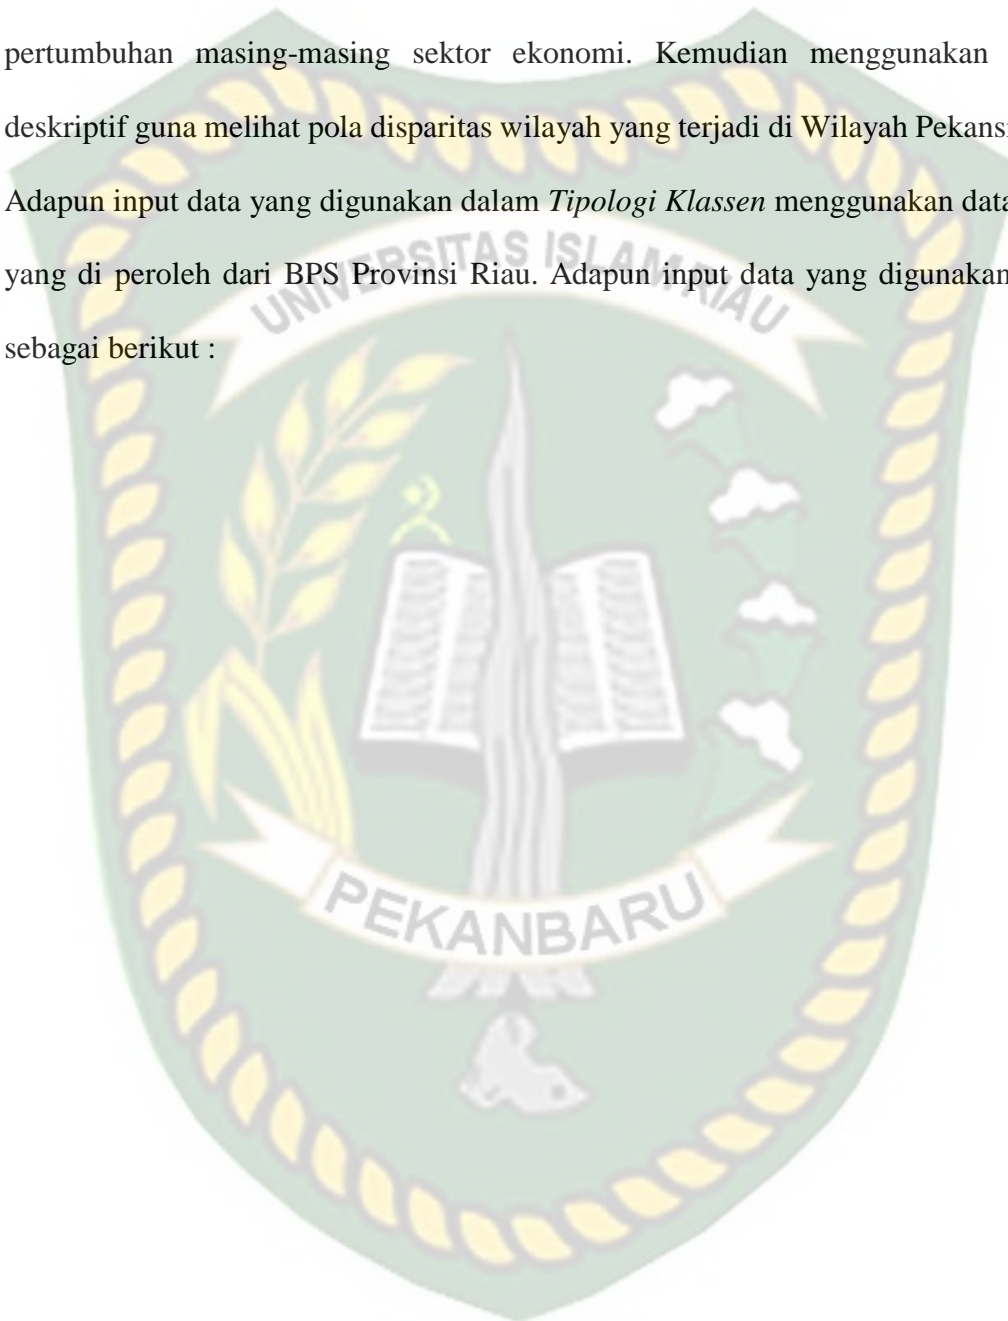 pertumbuhan masing-masing sektor ekonomi. Kemudian menggunakan
deskriptif guna melihat pola disparitas wilayah yang terjadi di Wilayah Pekans
Adapun input data yang digunakan dalam Tipologi Klassen menggunakan data
yang di peroleh dari BPS Provinsi Riau. Adapun input data yang digunakan
sebagai berikut :
UNIVERSITAS ISLAM RIAU
PEKANBARU